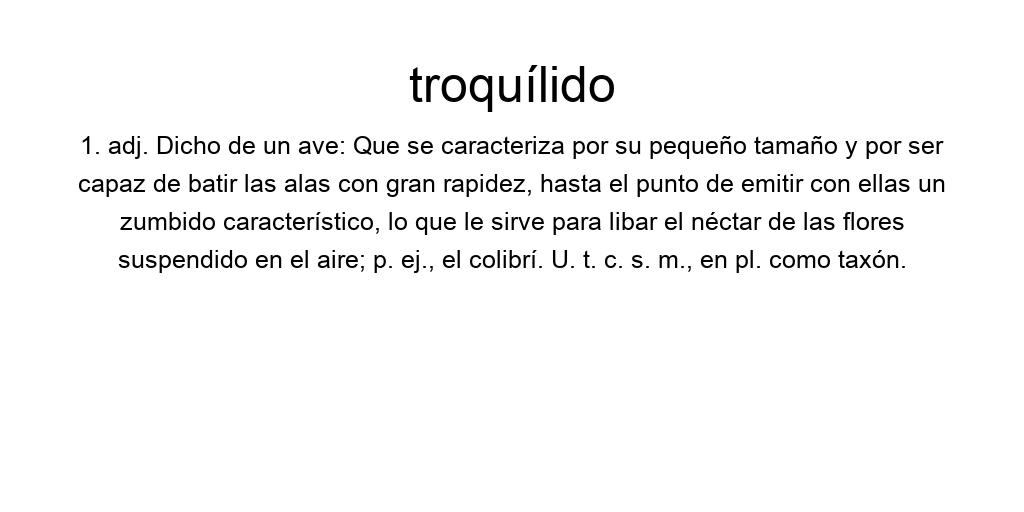 troquílido
1. adj. Dicho de un ave: Que se caracteriza por su pequeño tamaño y por ser
capaz de batir las alas con gran rapidez, hasta el punto de emitir con ellas un
zumbido característico, lo que le sirve para libar el néctar de las flores
suspendido en el aire; p. ej., el colibrí. U. t. c. s. m., en pl. como taxón.